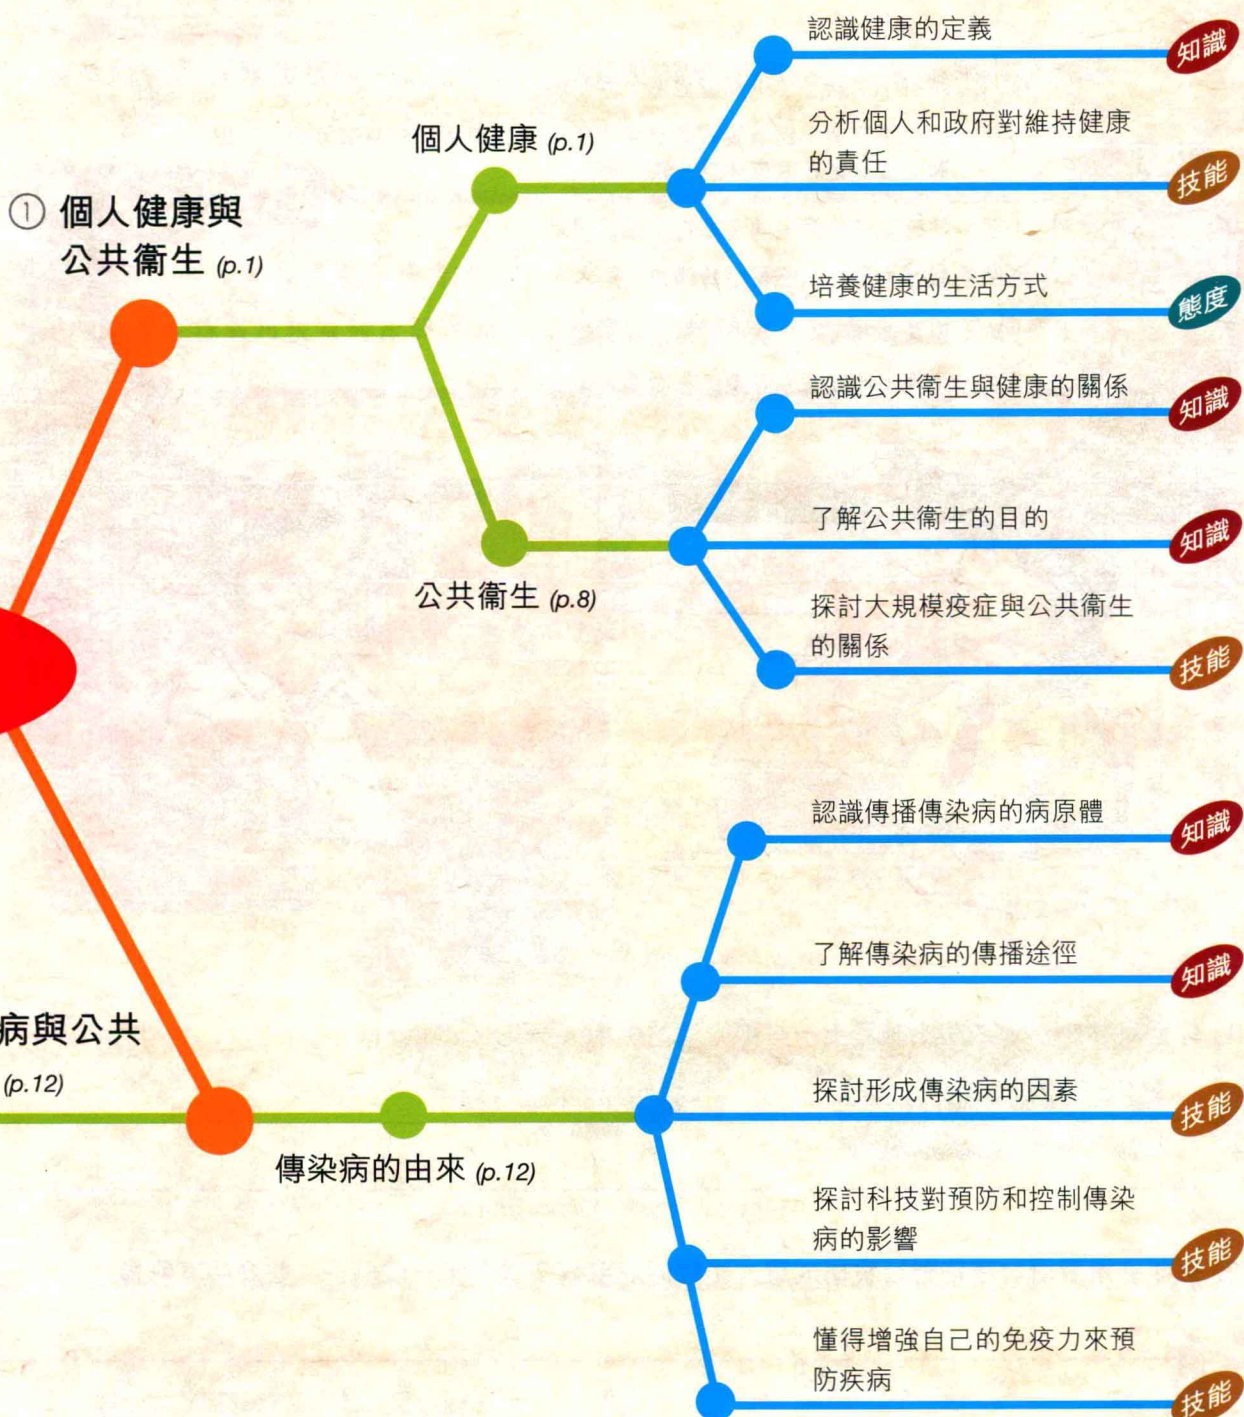 ① 個人健康與
公共衞生 (p.1)
個人健康 (p.1)
認識健康的定義
知識
分析個人和政府對維持健康
的責任
技能
培養健康的生活方式
態度
公共衞生 (p.8)
認識公共衞生與健康的關係
知識
了解公共衞生的目的
知識
探討大規模疫症與公共衞生
的關係
技能
病與公共
(p.12)
傳染病的由來 (p.12)
認識傳播傳染病的病原體
知識
了解傳染病的傳播途徑
知識
探討形成傳染病的因素
技能
探討科技對預防和控制傳染
病的影響
技能
懂得增強自己的免疫力來預
防疾病
技能